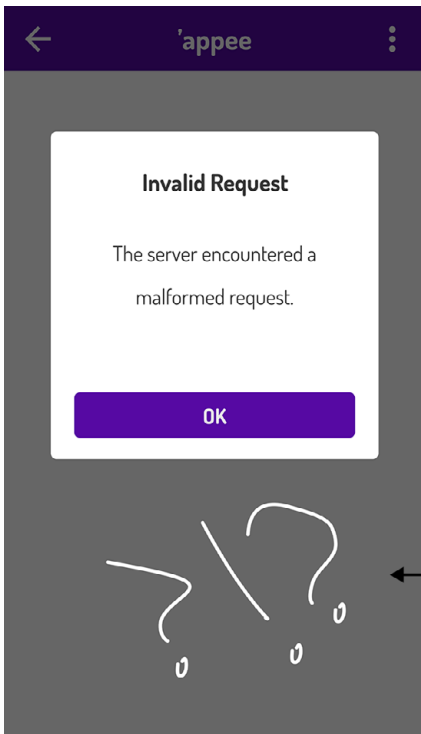 'appee
Invalid Request
The server encountered a
malformed request.
OK
? ! ?